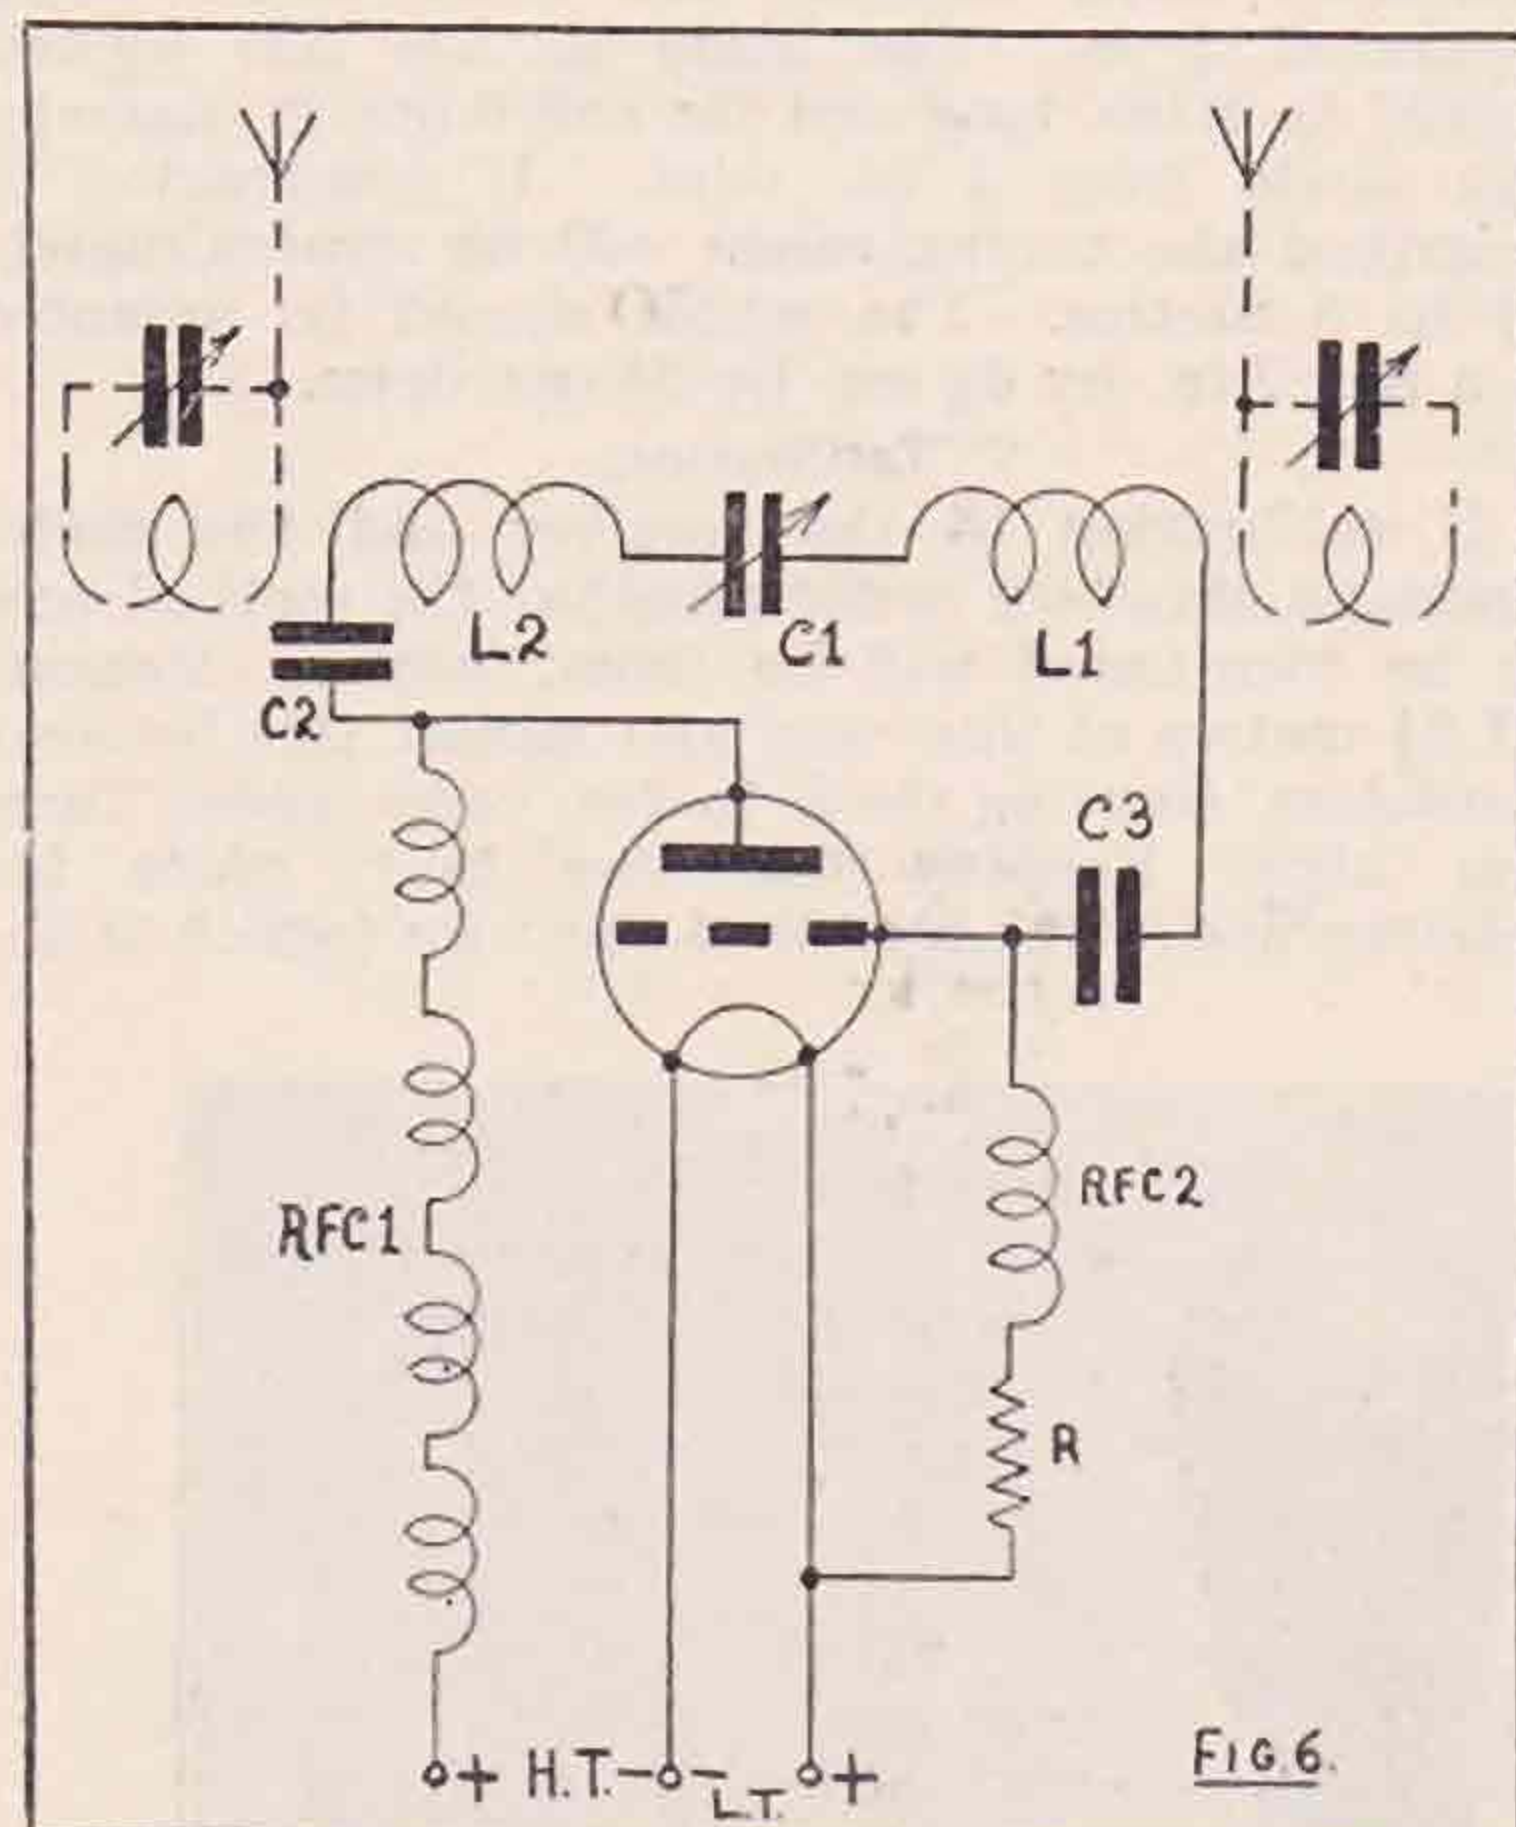 L2
C1
L1
C2
C3
RFC1
RFC2
R
+ H.T. - - L.T. +
FIG. 6.